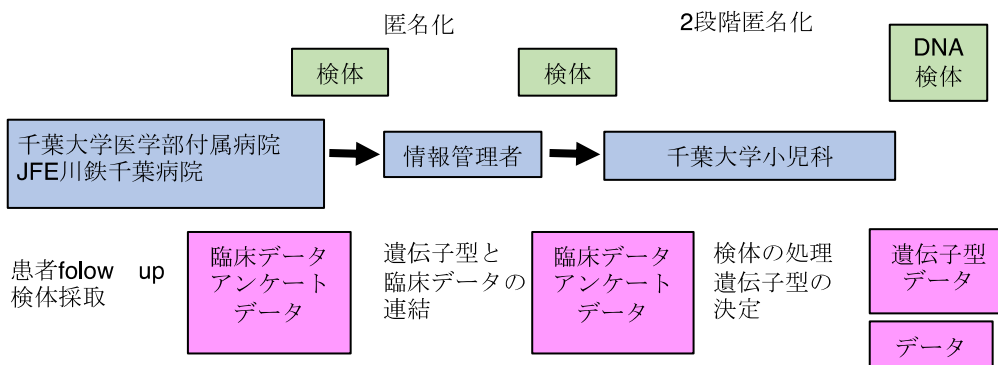 匿名化
2段階匿名化
検体
検体
DNA
検体
千葉大学医学部付属病院
JFE川鉄千葉病院
情報管理者
千葉大学小児科
患者folow up
検体採取
臨床データ
アンケート
データ
遺伝子型と
臨床データの
連結
臨床データ
アンケート
データ
検体の処理
遺伝子型の
決定
遺伝子型
データ
データ